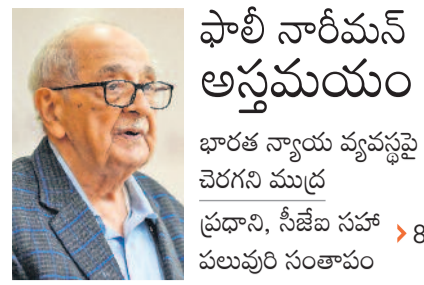 ఫాలీ నారీమన్
అస్తమయం
భారత న్యాయ వ్యవస్థపై
చెరగని ముద్ర
ప్రధాని, సీజేఐ సహా
పలువురి సంతాపం
› 8